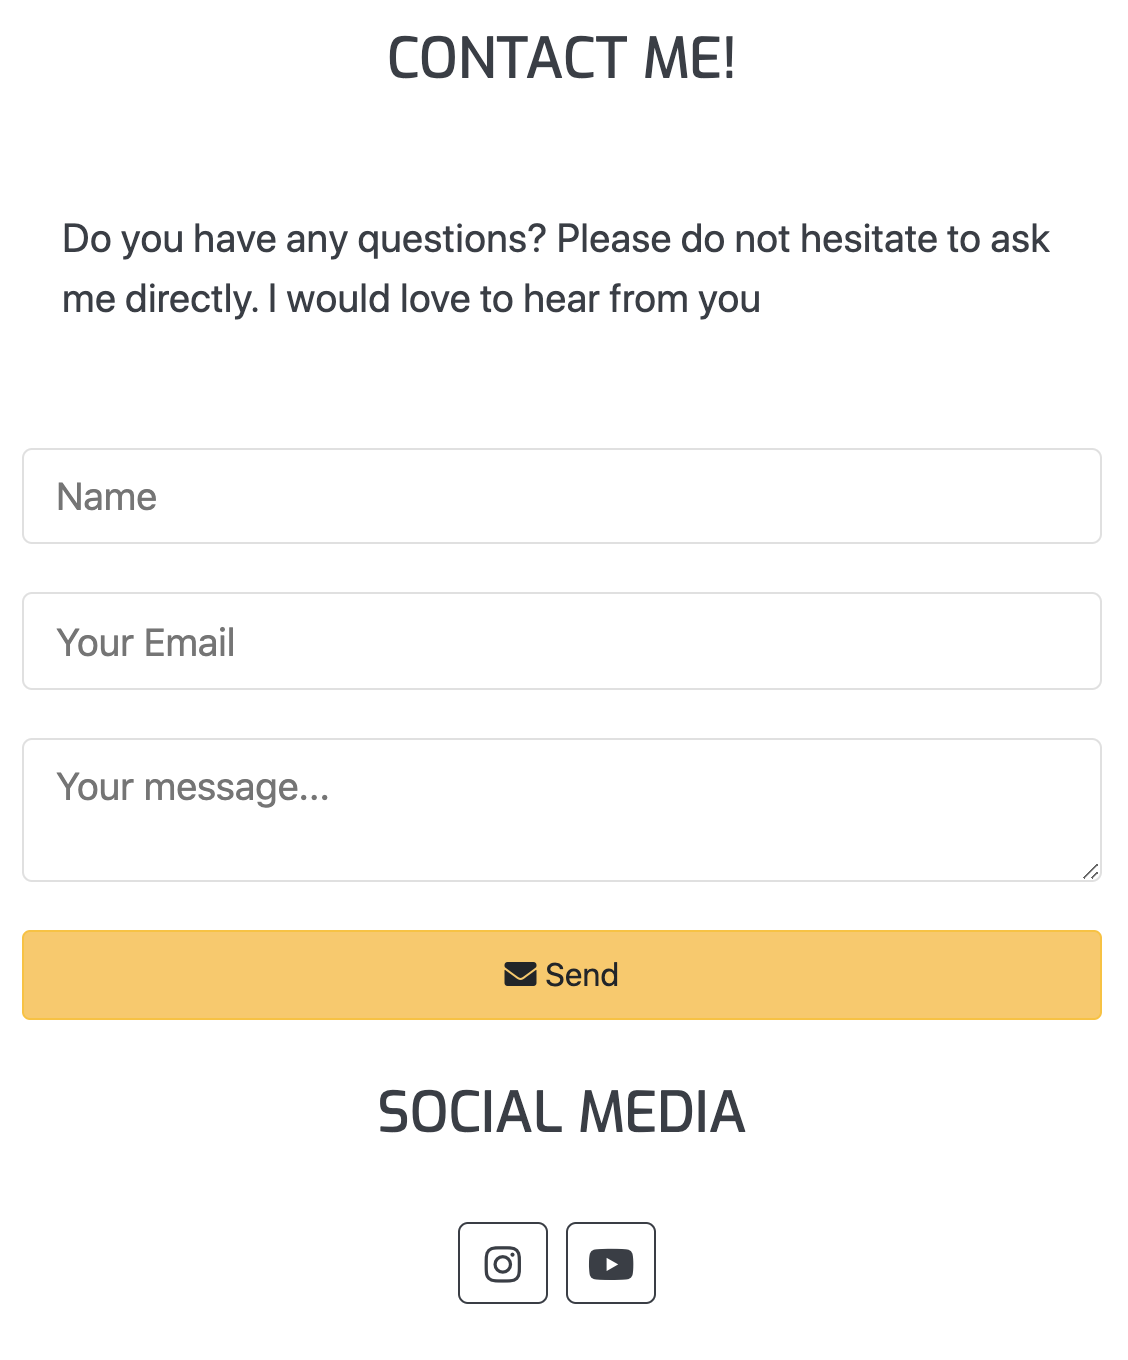 CONTACT ME!
Do you have any questions? Please do not hesitate to ask
me directly. I would love to hear from you
Name
Your Email
Your message...
Send
SOCIAL MEDIA